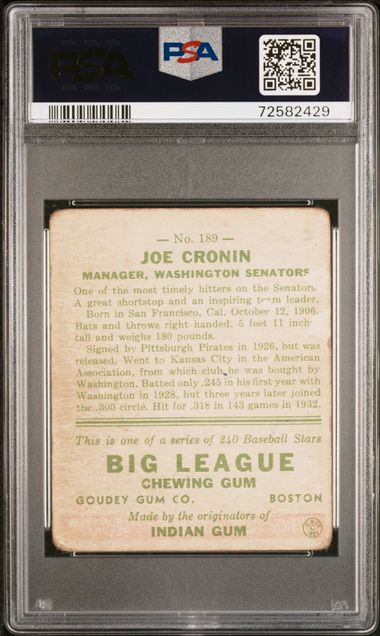 PSA
PSA
72582429
— No. 189 —
JOE CRONIN
MANAGER, WASHINGTON SENATORS
One of the most timely hitters on the Senators.
A great shortstop and an inspiring team leader.
Born in San Francisco, Cal. October 12, 1906.
Bats and throws right handed. 5 feet 11 inch
tall and weighs 180 pounds.
Signed by Pittsburgh Pirates in 1926, but was
released. Went to Kansas City in the American
Association, from which club he was bought by
Washington. Batted only .245 in his first year with
Washington in 1928, but three years later joined
the .300 circle. Hit for .318 in 143 games in 1932.
This is one of a series of 240 Baseball Stars
BIG LEAGUE
CHEWING GUM
GOUDEY GUM CO. BOSTON
Made by the originators of
INDIAN GUM